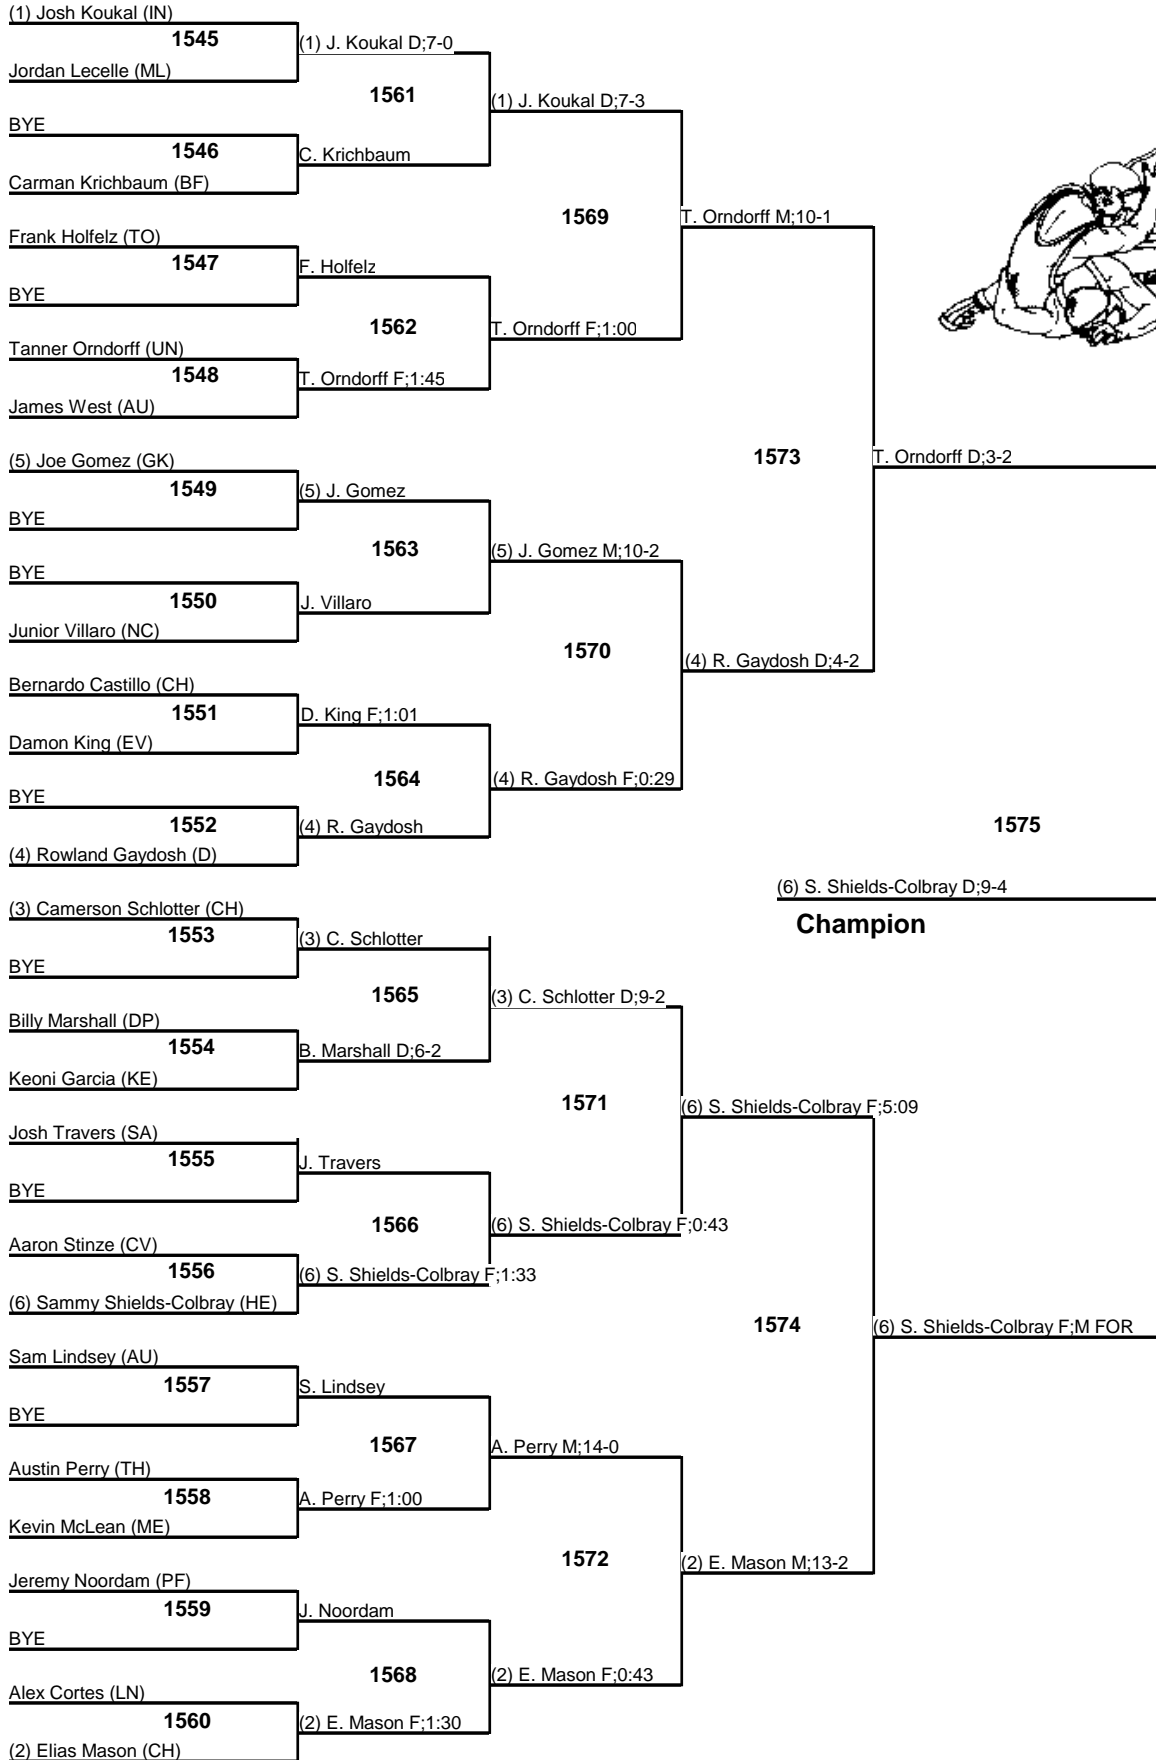 (1) Josh Koukal (IN)
1545
(1) J. Koukal D;7-0
Jordan Lecelle (ML)
1561
(1) J. Koukal D;7-3
BYE
1546
C. Krichbaum
Carman Krichbaum (BF)
1569
T. Orndorff M;10-1
Frank Holfelz (TO)
1547
F. Holfelz
BYE
1562
T. Orndorff F;1:00
Tanner Orndorff (UN)
1548
T. Orndorff F;1:45
James West (AU)
1573
T. Orndorff D;3-2
(5) Joe Gomez (GK)
1549
(5) J. Gomez
BYE
1563
(5) J. Gomez M;10-2
BYE
1550
J. Villaro
Junior Villaro (NC)
1570
(4) R. Gaydosh D;4-2
Bernardo Castillo (CH)
1551
D. King F;1:01
Damon King (EV)
1564
(4) R. Gaydosh F;0:29
BYE
1552
(4) R. Gaydosh
(4) Rowland Gaydosh (D)
1575
(6) S. Shields-Colbray D;9-4
Champion
(3) Camerson Schlotter (CH)
1553
(3) C. Schlotter
BYE
1565
(3) C. Schlotter D;9-2
Billy Marshall (DP)
1554
B. Marshall D;6-2
Keoni Garcia (KE)
1571
(6) S. Shields-Colbray F;5:09
Josh Travers (SA)
1555
J. Travers
BYE
1566
(6) S. Shields-Colbray F;0:43
Aaron Stinze (CV)
1556
(6) S. Shields-Colbray F;1:33
(6) Sammy Shields-Colbray (HE)
1574
(6) S. Shields-Colbray F;M FOR
Sam Lindsey (AU)
1557
S. Lindsey
BYE
1567
A. Perry M;14-0
Austin Perry (TH)
1558
A. Perry F;1:00
Kevin McLean (ME)
1572
(2) E. Mason M;13-2
Jeremy Noordam (PF)
1559
J. Noordam
BYE
1568
(2) E. Mason F;0:43
Alex Cortes (LN)
1560
(2) E. Mason F;1:30
(2) Elias Mason (CH)